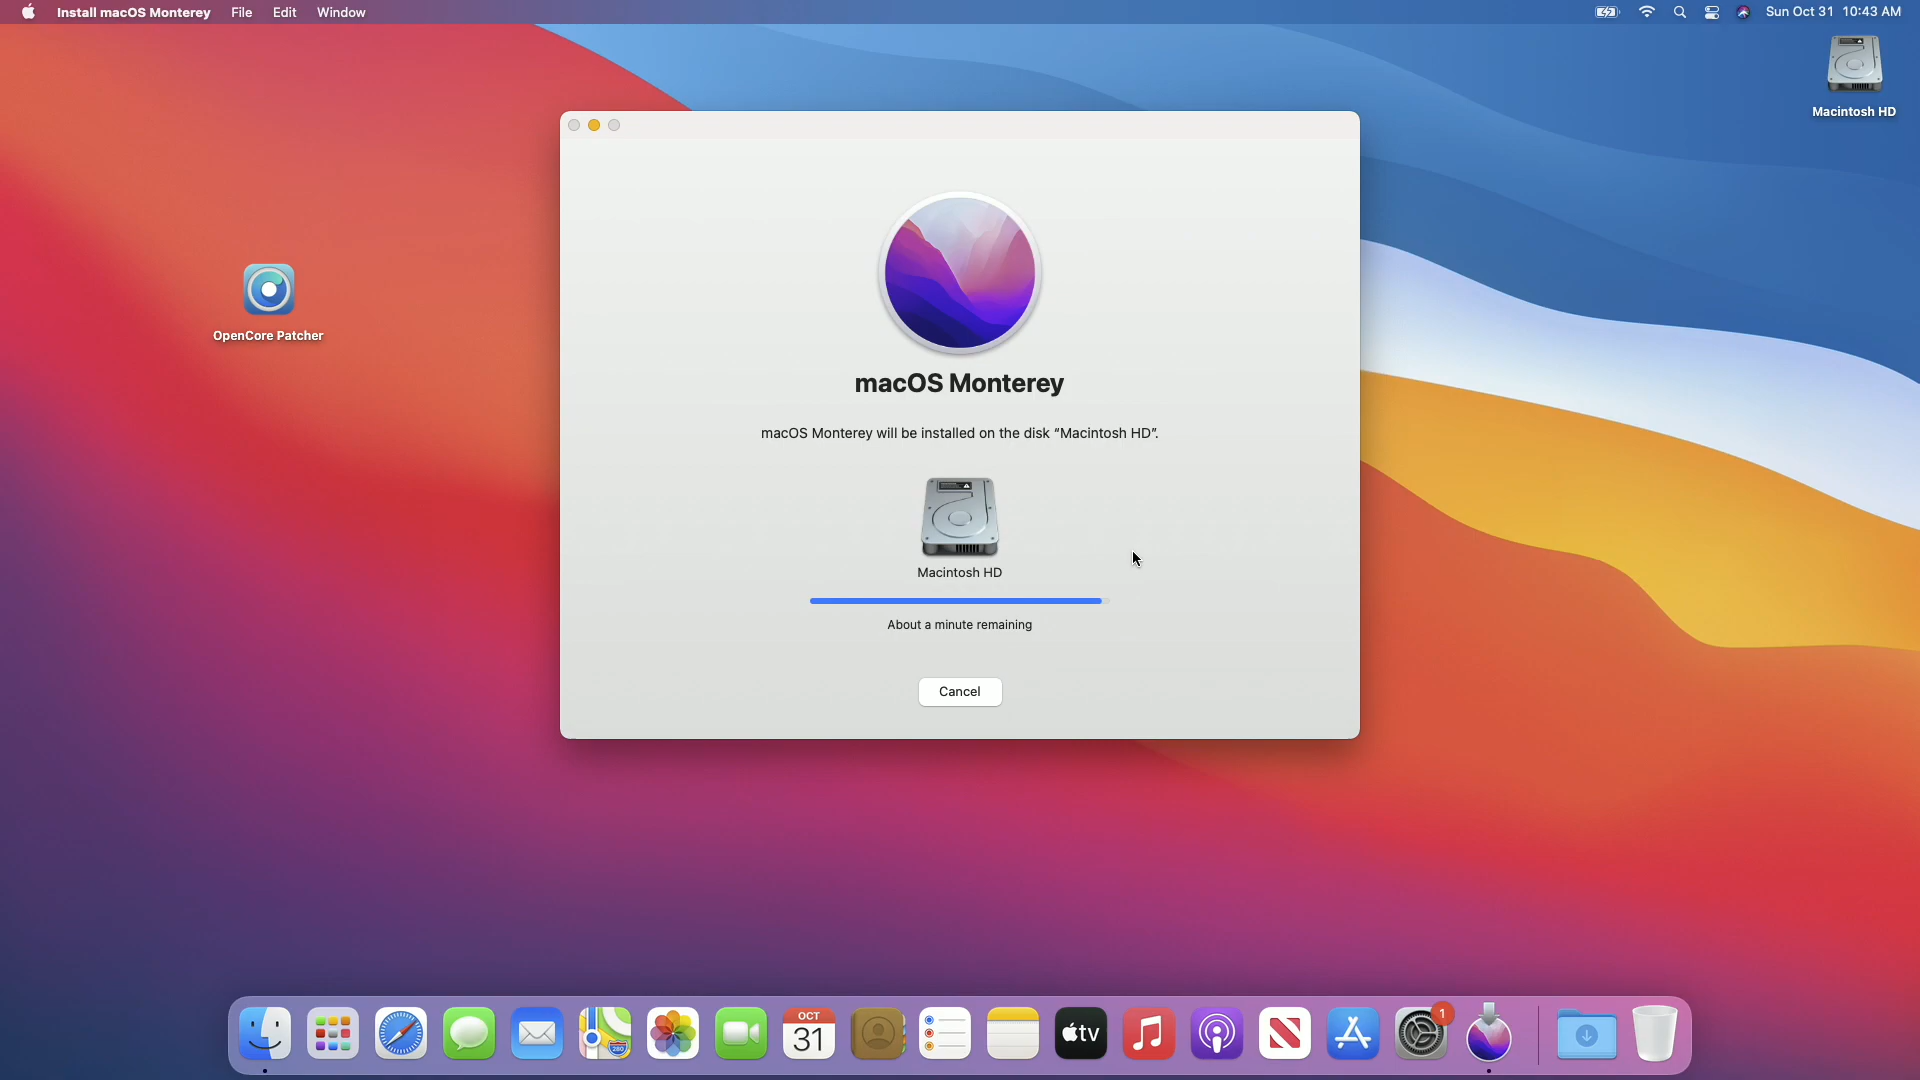 Install macOS Monterey File Edit Window Sun Oct 31 10:43 AM
Macintosh HD
OpenCore Patcher
macOS Monterey
macOS Monterey will be installed on the disk “Macintosh HD”.
Macintosh HD
About a minute remaining
Cancel
280
OCT
31
tv
1